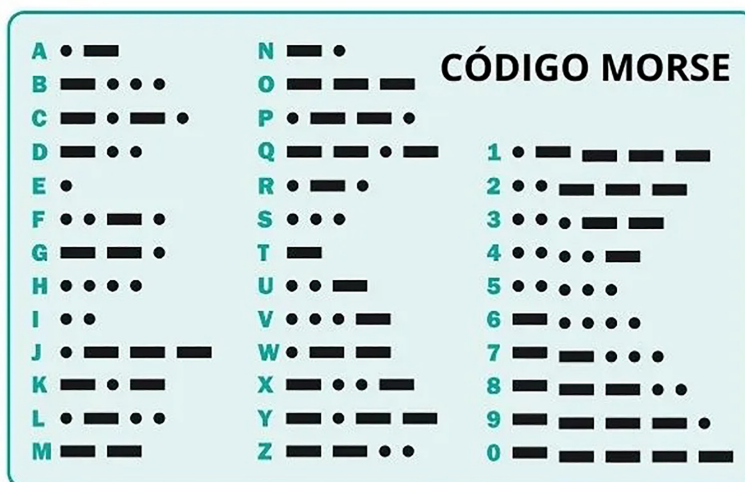 CÓDIGO MORSE
A • —
B — • • •
C — • — •
D — • •
E •
F • • — •
G — — •
H • • • •
I • •
J • — — —
K — • —
L • — • •
M — —
N — •
O — — —
P • — — •
Q — — • —
R • — •
S • • •
T —
U • • —
V • • • —
W • — —
X — • • —
Y — • — —
Z — — • •
1 • — — — —
2 • • — — —
3 • • • — —
4 • • • • —
5 • • • • •
6 — • • • •
7 — — • • •
8 — — — • •
9 — — — — •
0 — — — — —